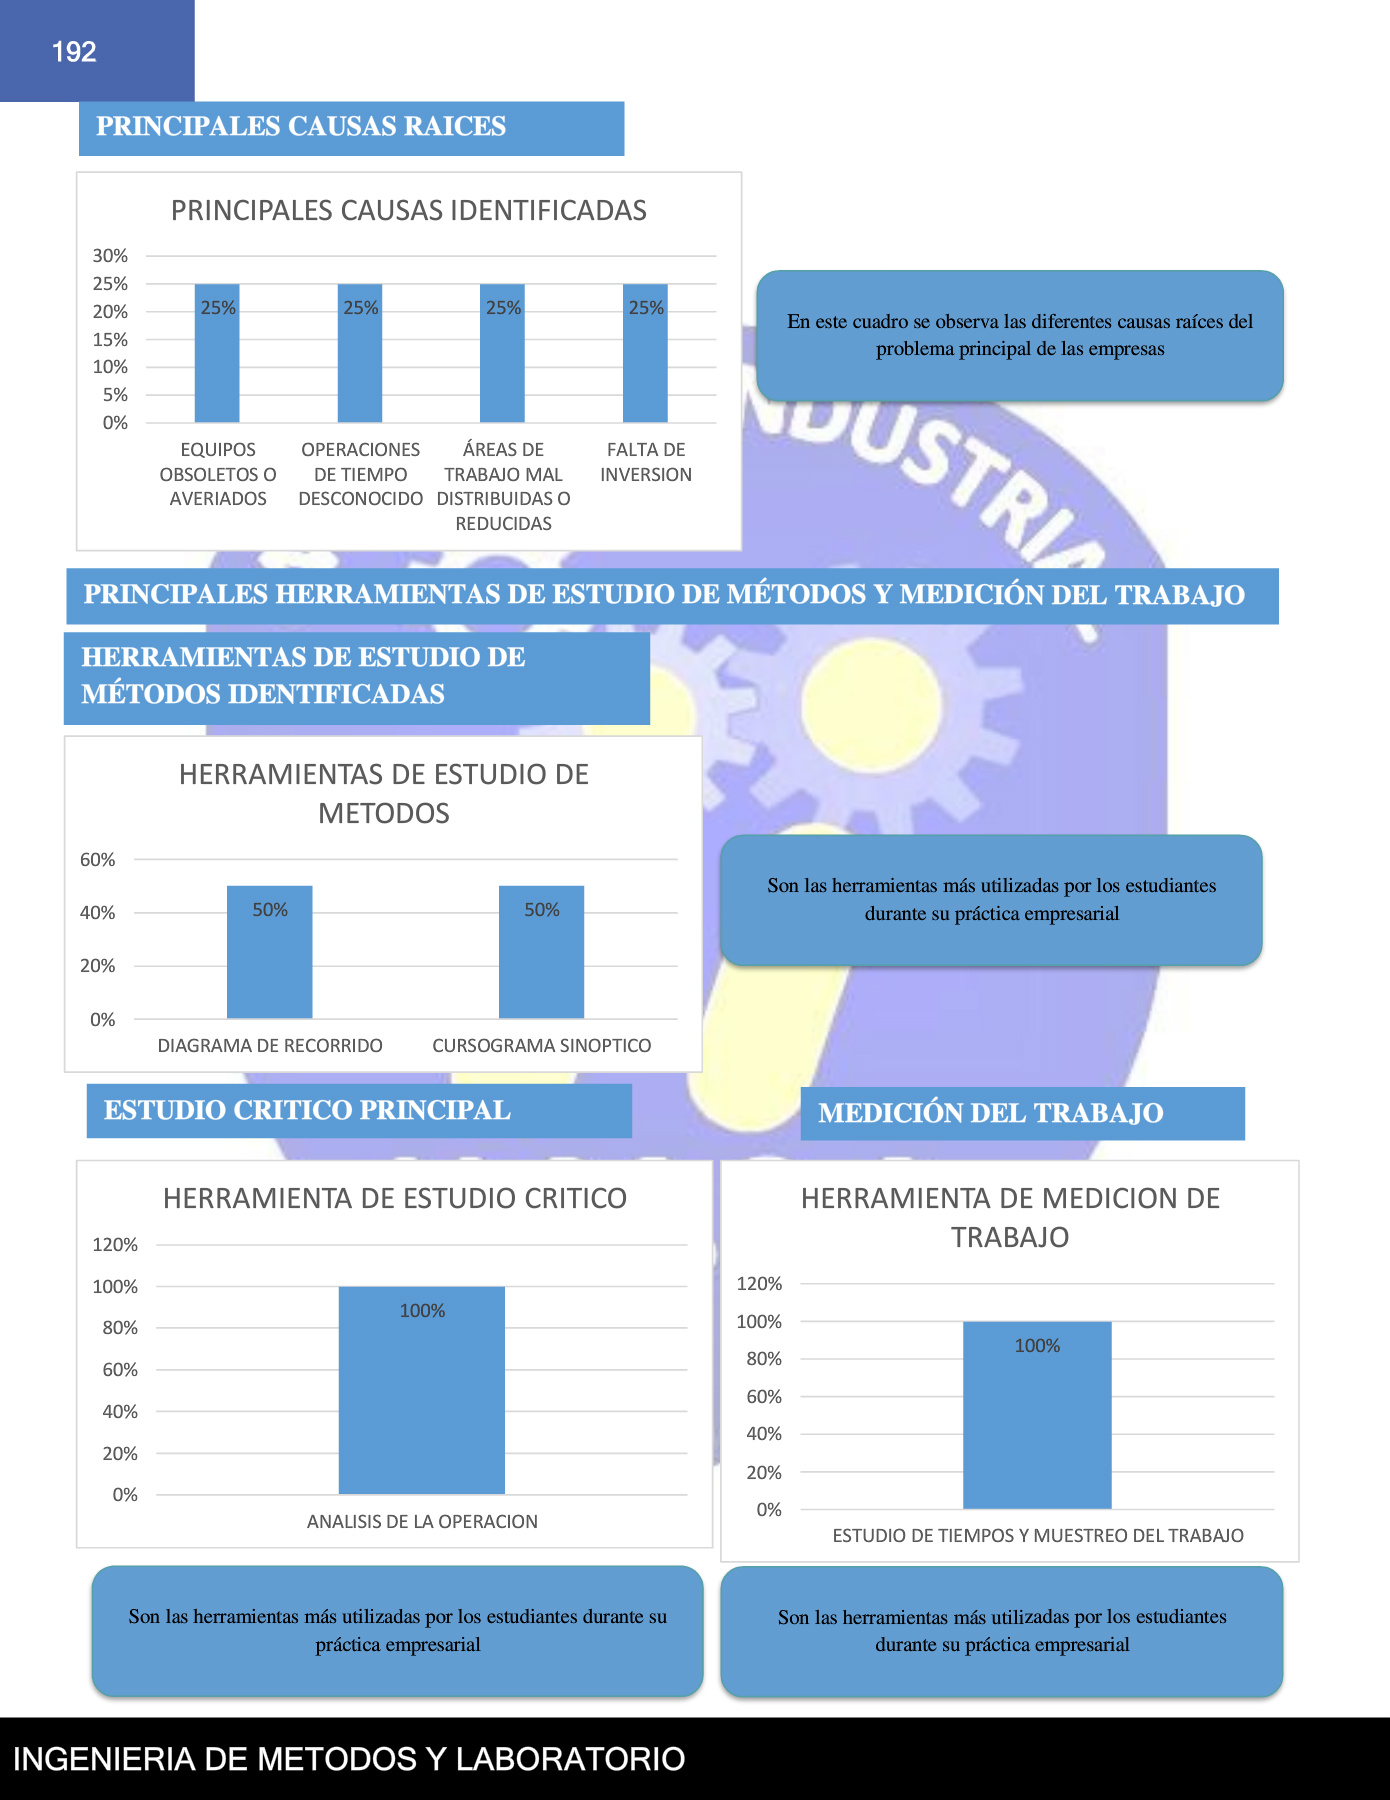 192
PRINCIPALES CAUSAS RAICES
PRINCIPALES CAUSAS IDENTIFICADAS
30%
25%
20%
15%
10%
5%
0%
25%
25%
25%
25%
EQUIPOS
OBSOLETOS O
AVERIADOS
OPERACIONES
DE TIEMPO
DESCONOCIDO
ÁREAS DE
TRABAJO MAL
DISTRIBUIDAS O
REDUCIDAS
FALTA DE
INVERSION
En este cuadro se observa las diferentes causas raíces del
problema principal de las empresas
NDUSTRIA
PRINCIPALES HERRAMIENTAS DE ESTUDIO DE MÉTODOS Y MEDICIÓN DEL TRABAJO
HERRAMIENTAS DE ESTUDIO DE
MÉTODOS IDENTIFICADAS
HERRAMIENTAS DE ESTUDIO DE
METODOS
60%
40%
20%
0%
50%
50%
DIAGRAMA DE RECORRIDO
CURSOGRAMA SINOPTICO
Son las herramientas más utilizadas por los estudiantes
durante su práctica empresarial
ESTUDIO CRITICO PRINCIPAL
HERRAMIENTA DE ESTUDIO CRITICO
120%
100%
80%
60%
40%
20%
0%
100%
ANALISIS DE LA OPERACION
Son las herramientas más utilizadas por los estudiantes durante su
práctica empresarial
MEDICIÓN DEL TRABAJO
HERRAMIENTA DE MEDICION DE
TRABAJO
120%
100%
80%
60%
40%
20%
0%
100%
ESTUDIO DE TIEMPOS Y MUESTREO DEL TRABAJO
Son las herramientas más utilizadas por los estudiantes
durante su práctica empresarial
INGENIERIA DE METODOS Y LABORATORIO